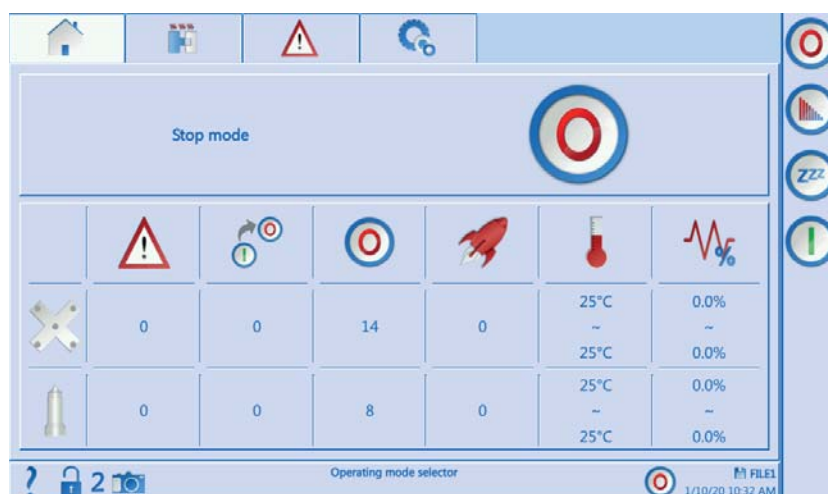 Stop mode
ZZZ
%
25°C 0.0%
0 0 14 0 ~ ~
25°C 0.0%
25°C 0.0%
0 0 8 0 ~ ~
25°C 0.0%
? 2 Operating mode selector FILE1
1/10/20 10:32 AM